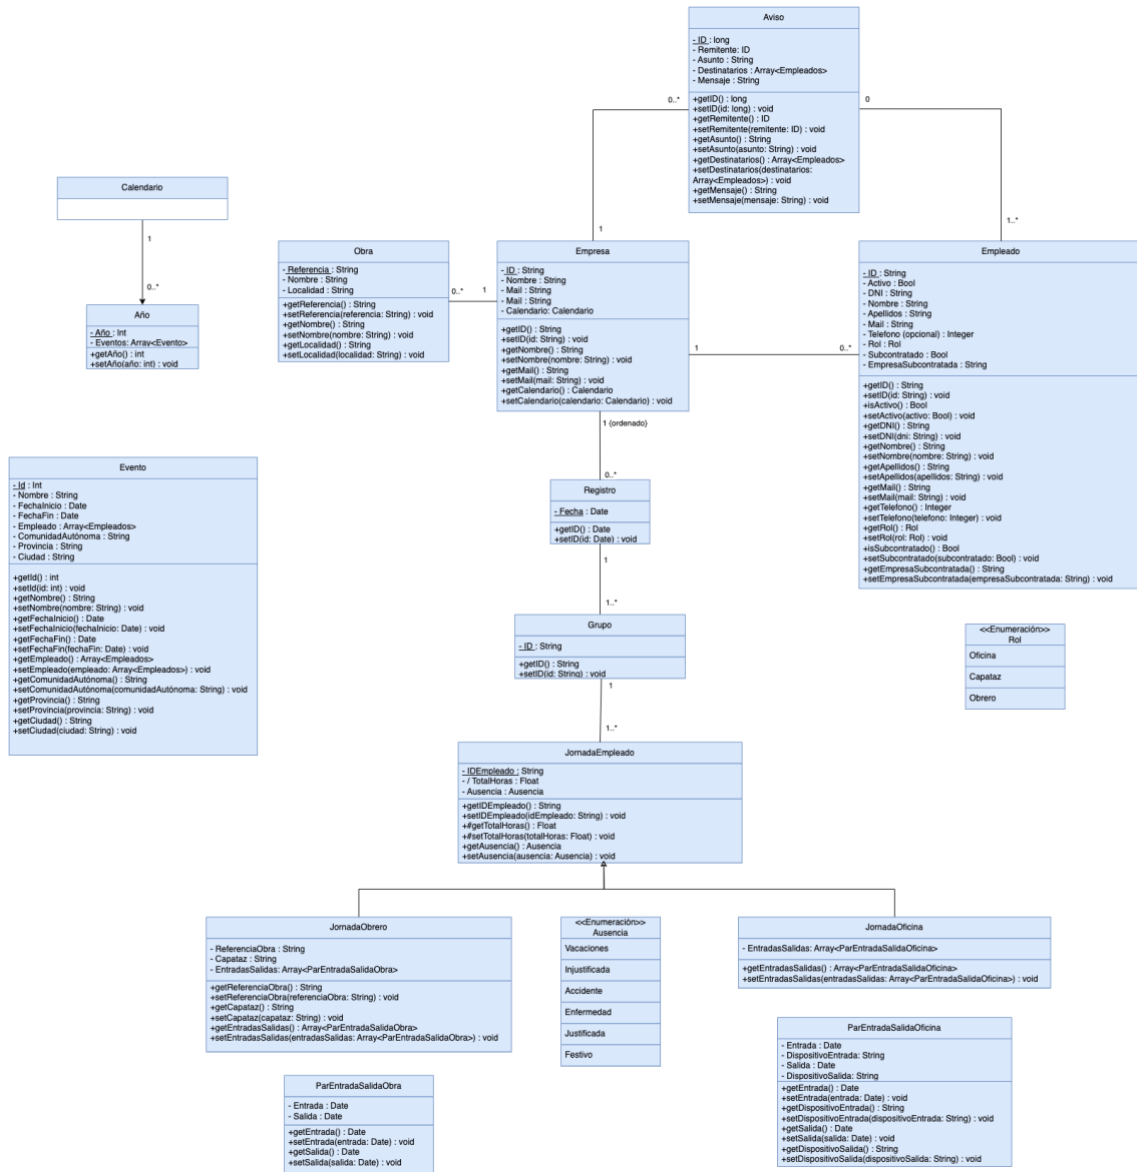 Aviso
- ID : long
- Remitente: ID
- Asunto : String
- Destinatarios : Array<Empleados>
- Mensaje : String
+getID() : long
+setID(id: long) : void
+getRemitente() : ID
+setRemitente(remitente: ID) : void
+getAsunto() : String
+setAsunto(asunto: String) : void
+getDestinatarios() : Array<Empleados>
+setDestinatarios(destinatarios:
Array<Empleados>) : void
+getMensaje() : String
+setMensaje(mensaje: String) : void
0..*
0
1
1..*
Calendario
1
0..*
Año
- Año : Int
- Eventos: Array<Evento>
+getAño() : int
+setAño(año: int) : void
Obra
- Referencia : String
- Nombre : String
- Localidad : String
+getReferencia() : String
+setReferencia(referencia: String) : void
+getNombre() : String
+setNombre(nombre: String) : void
+getLocalidad() : String
+setLocalidad(localidad: String) : void
0..*
1
Empresa
- ID : String
- Nombre : String
- Mail : String
- Mail : String
- Calendario: Calendario
+getID() : String
+setID(id: String) : void
+getNombre() : String
+setNombre(nombre: String) : void
+getMail() : String
+setMail(mail: String) : void
+getCalendario() : Calendario
+setCalendario(calendario: Calendario) : void
1
0..*
Empleado
- ID : String
- Activo : Bool
- DNI : String
- Nombre : String
- Apellidos : String
- Mail : String
- Telefono (opcional) : Integer
- Rol : Rol
- Subcontratado : Bool
- EmpresaSubcontratada : String
+getID() : String
+setID(id: String) : void
+isActivo() : Bool
+setActivo(activo: Bool) : void
+getDNI() : String
+setDNI(dni: String) : void
+getNombre() : String
+setNombre(nombre: String) : void
+getApellidos() : String
+setApellidos(apellidos: String) : void
+getMail() : String
+setMail(mail: String) : void
+getTelefono() : Integer
+setTelefono(telefono: Integer) : void
+getRol() : Rol
+setRol(rol: Rol) : void
+isSubcontratado() : Bool
+setSubcontratado(subcontratado: Bool) : void
+getEmpresaSubcontratada() : String
+setEmpresaSubcontratada(empresaSubcontratada: String) : void
1 {ordenado}
0..*
Evento
- Id : Int
- Nombre : String
- FechaInicio : Date
- FechaFin : Date
- Empleado : Array<Empleados>
- ComunidadAutónoma : String
- Provincia : String
- Ciudad : String
+getId() : int
+setId(id: int) : void
+getNombre() : String
+setNombre(nombre: String) : void
+getFechaInicio() : Date
+setFechaInicio(fechaInicio: Date) : void
+getFechaFin() : Date
+setFechaFin(fechaFin: Date) : void
+getEmpleado() : Array<Empleados>
+setEmpleado(empleado: Array<Empleados>) : void
+getComunidadAutónoma() : String
+setComunidadAutónoma(comunidadAutónoma: String) : void
+getProvincia() : String
+setProvincia(provincia: String) : void
+getCiudad() : String
+setCiudad(ciudad: String) : void
Registro
- Fecha : Date
+getID() : Date
+setID(id: Date) : void
1
1..*
Grupo
- ID : String
+getID() : String
+setID(id: String) : void
1
1..*
<<Enumeración>>
Rol
Oficina
Capataz
Obrero
JornadaEmpleado
- IDEmpleado : String
- / TotalHoras : Float
- Ausencia : Ausencia
+getIDEmpleado() : String
+setIDEmpleado(idEmpleado: String) : void
+#getTotalHoras() : Float
+#setTotalHoras(totalHoras: Float) : void
+getAusencia() : Ausencia
+setAusencia(ausencia: Ausencia) : void
JornadaObrero
- ReferenciaObra : String
- Capataz : String
- EntradasSalidas: Array<ParEntradaSalidaObra>
+getReferenciaObra() : String
+setReferenciaObra(referenciaObra: String) : void
+getCapataz() : String
+setCapataz(capataz: String) : void
+getEntradasSalidas() : Array<ParEntradaSalidaObra>
+setEntradasSalidas(entradasSalidas: Array<ParEntradaSalidaObra>) : void
<<Enumeración>>
Ausencia
Vacaciones
Injustificada
Accidente
Enfermedad
Justificada
Festivo
JornadaOficina
- EntradasSalidas: Array<ParEntradaSalidaOficina>
+getEntradasSalidas() : Array<ParEntradaSalidaOficina>
+setEntradasSalidas(entradasSalidas: Array<ParEntradaSalidaOficina>) : void
ParEntradaSalidaOficina
- Entrada : Date
- DispositivoEntrada: String
- Salida : Date
- DispositivoSalida: String
+getEntrada() : Date
+setEntrada(entrada: Date) : void
+getDispositivoEntrada() : String
+setDispositivoEntrada(dispositivoEntrada: String) : void
+getSalida() : Date
+setSalida(salida: Date) : void
+getDispositivoSalida() : String
+setDispositivoSalida(dispositivoSalida: String) : void
ParEntradaSalidaObra
- Entrada : Date
- Salida : Date
+getEntrada() : Date
+setEntrada(entrada: Date) : void
+getSalida() : Date
+setSalida(salida: Date) : void